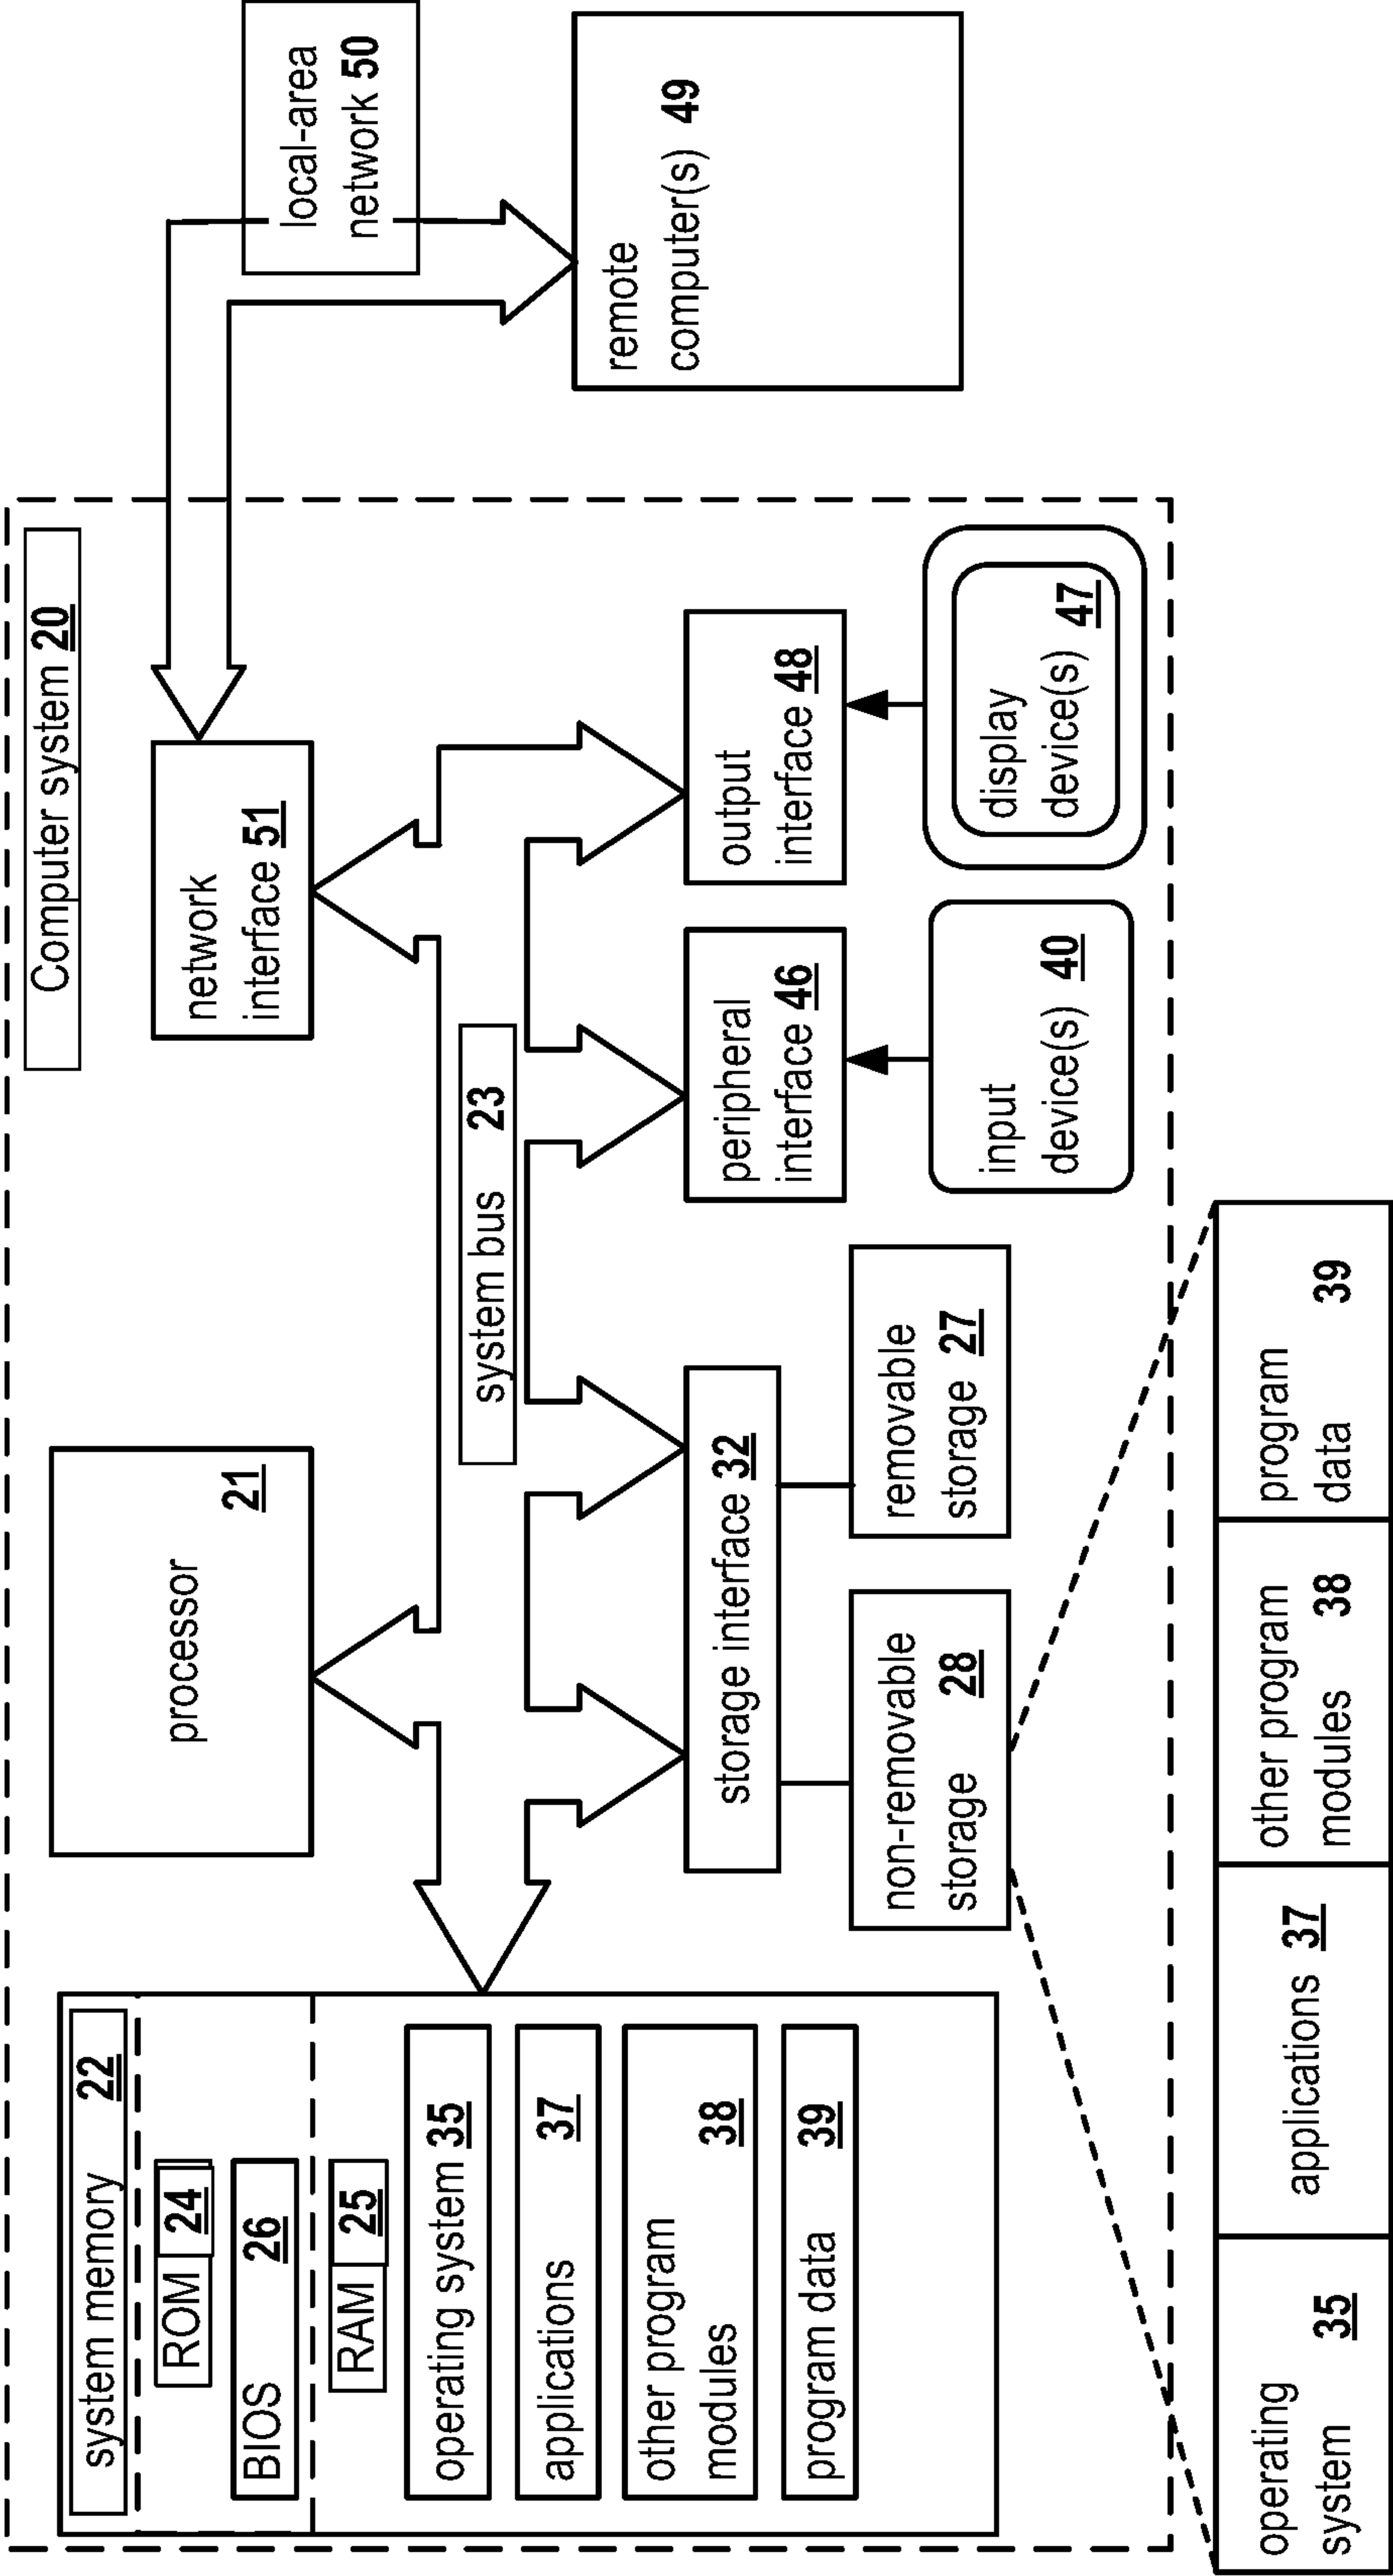 Computer system 20
system memory 22
ROM 24
BIOS 26
RAM 25
operating system 35
applications 37
other program
modules 38
program data 39
processor 21
network
interface 51
local-area
network 50
system bus 23
storage interface 32
peripheral
interface 46
output
interface 48
remote
computer(s) 49
non-removable
storage 28
removable
storage 27
input
device(s) 40
display
device(s) 47
operating
system 35
applications 37
other program
modules 38
program
data 39